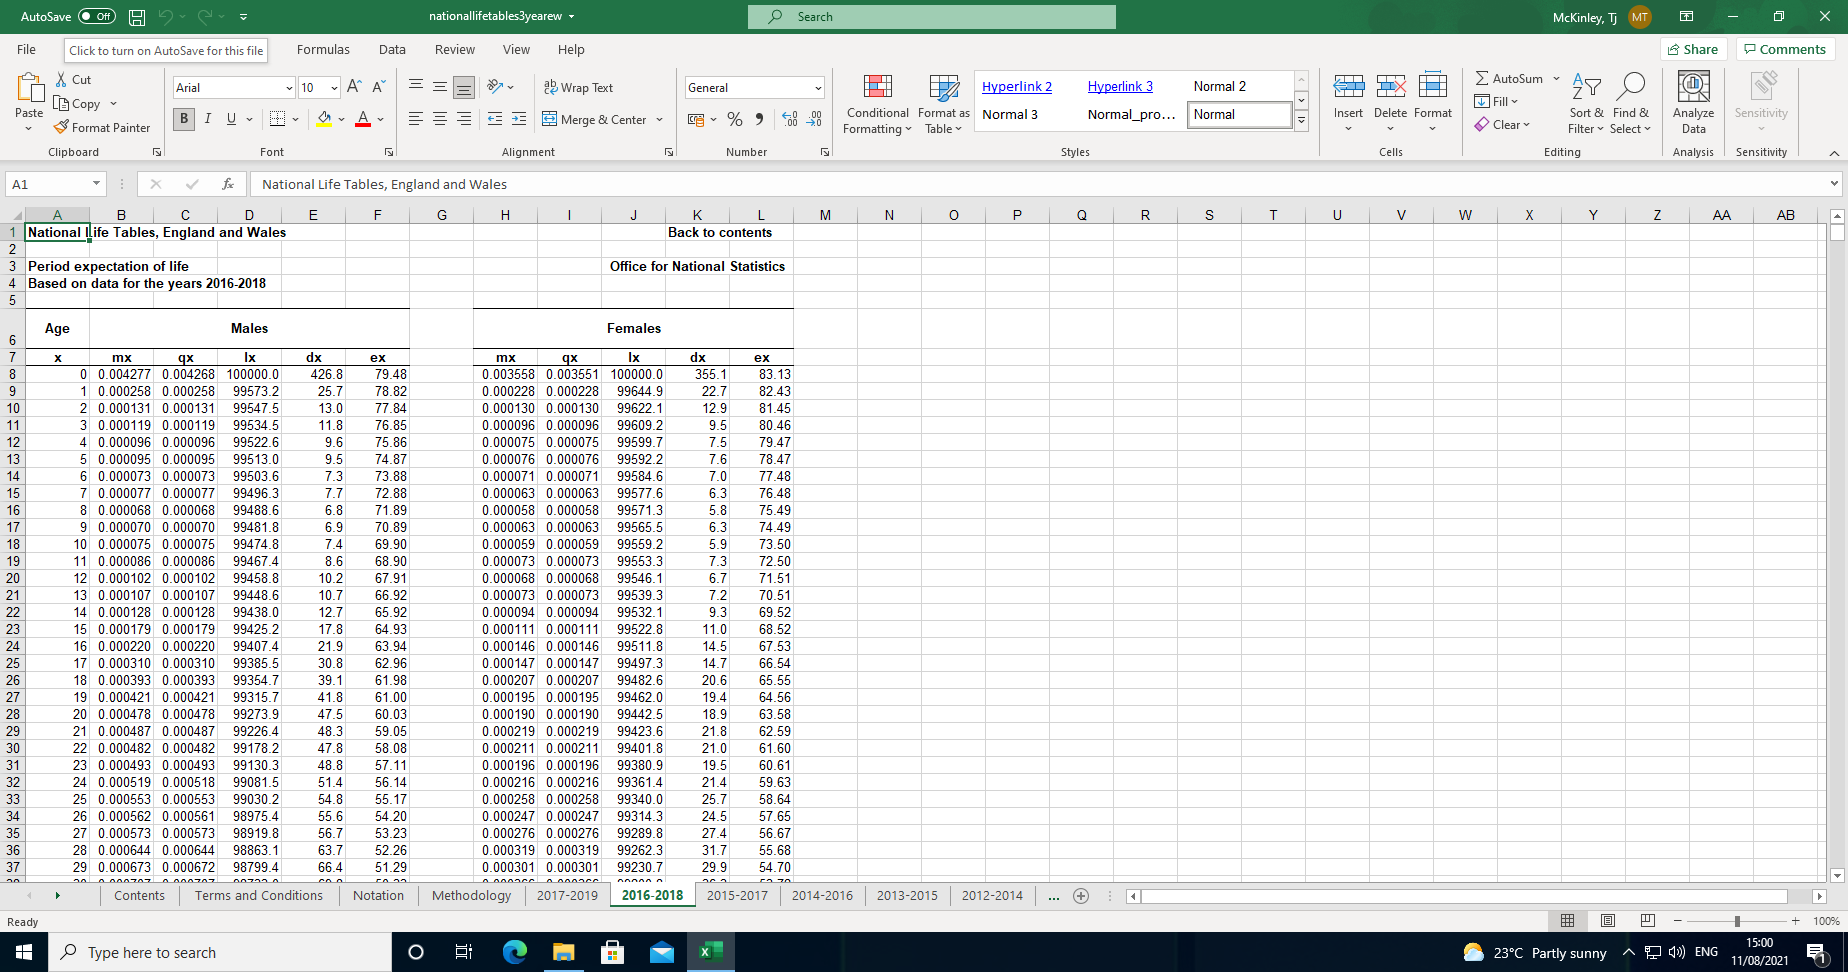 AutoSave Off nationallifetables3yearew Search McKinley, Tj MT
File Click to turn on AutoSave for this file Formulas Data Review View Help Share Comments
Paste Cut Copy Format Painter Clipboard
Arial 10 B I U A A Font
Wrap Text Merge & Center Alignment
General % Number
Conditional Formatting Format as Table Hyperlink 2 Hyperlink 3 Normal 2 Normal 3 Normal_pro... Normal Styles
Insert Delete Format Cells
AutoSum Fill Clear Sort & Filter Find & Select Editing
Analyze Data Analysis Sensitivity Sensitivity
A1 fx National Life Tables, England and Wales
A B C D E F G H I J K L M N O P Q R S T U V W X Y Z AA AB
1 National Life Tables, England and Wales Back to contents
2
3 Period expectation of life Office for National Statistics
4 Based on data for the years 2016-2018
5
6 Age Males Females
7 x mx qx lx dx ex mx qx lx dx ex
8 0 0.004277 0.004268 100000.0 426.8 79.48 0.003558 0.003551 100000.0 355.1 83.13
9 1 0.000258 0.000258 99573.2 25.7 78.82 0.000228 0.000228 99644.9 22.7 82.43
10 2 0.000131 0.000131 99547.5 13.0 77.84 0.000130 0.000130 99622.1 12.9 81.45
11 3 0.000119 0.000119 99534.5 11.8 76.85 0.000096 0.000096 99609.2 9.5 80.46
12 4 0.000096 0.000096 99522.6 9.6 75.86 0.000075 0.000075 99599.7 7.5 79.47
13 5 0.000095 0.000095 99513.0 9.5 74.87 0.000076 0.000076 99592.2 7.6 78.47
14 6 0.000073 0.000073 99503.6 7.3 73.88 0.000071 0.000071 99584.6 7.0 77.48
15 7 0.000077 0.000077 99496.3 7.7 72.88 0.000063 0.000063 99577.6 6.3 76.48
16 8 0.000068 0.000068 99488.6 6.8 71.89 0.000058 0.000058 99571.3 5.8 75.49
17 9 0.000070 0.000070 99481.8 6.9 70.89 0.000063 0.000063 99565.5 6.3 74.49
18 10 0.000075 0.000075 99474.8 7.4 69.90 0.000059 0.000059 99559.2 5.9 73.50
19 11 0.000086 0.000086 99467.4 8.6 68.90 0.000073 0.000073 99553.3 7.3 72.50
20 12 0.000102 0.000102 99458.8 10.2 67.91 0.000068 0.000068 99546.1 6.7 71.51
21 13 0.000107 0.000107 99448.6 10.7 66.92 0.000073 0.000073 99539.3 7.2 70.51
22 14 0.000128 0.000128 99438.0 12.7 65.92 0.000094 0.000094 99532.1 9.3 69.52
23 15 0.000179 0.000179 99425.2 17.8 64.93 0.000111 0.000111 99522.8 11.0 68.52
24 16 0.000220 0.000220 99407.4 21.9 63.94 0.000146 0.000146 99511.8 14.5 67.53
25 17 0.000310 0.000310 99385.5 30.8 62.96 0.000147 0.000147 99497.3 14.7 66.54
26 18 0.000393 0.000393 99354.7 39.1 61.98 0.000207 0.000207 99482.6 20.6 65.55
27 19 0.000421 0.000421 99315.7 41.8 61.00 0.000195 0.000195 99462.0 19.4 64.56
28 20 0.000478 0.000478 99273.9 47.5 60.03 0.000190 0.000190 99442.5 18.9 63.58
29 21 0.000487 0.000487 99226.4 48.3 59.05 0.000219 0.000219 99423.6 21.8 62.59
30 22 0.000482 0.000482 99178.2 47.8 58.08 0.000211 0.000211 99401.8 21.0 61.60
31 23 0.000493 0.000493 99130.3 48.8 57.11 0.000196 0.000196 99380.9 19.5 60.61
32 24 0.000519 0.000518 99081.5 51.4 56.14 0.000216 0.000216 99361.4 21.4 59.63
33 25 0.000553 0.000553 99030.2 54.8 55.17 0.000258 0.000258 99340.0 25.7 58.64
34 26 0.000562 0.000561 98975.4 55.6 54.20 0.000247 0.000247 99314.3 24.5 57.65
35 27 0.000573 0.000573 98919.8 56.7 53.23 0.000276 0.000276 99289.8 27.4 56.67
36 28 0.000644 0.000644 98863.1 63.7 52.26 0.000319 0.000319 99262.3 31.7 55.68
37 29 0.000673 0.000672 98799.4 66.4 51.29 0.000301 0.000301 99230.7 29.9 54.70
Contents Terms and Conditions Notation Methodology 2017-2019 2016-2018 2015-2017 2014-2016 2013-2015 2012-2014 ...
Ready 100%
Type here to search 23°C Partly sunny ENG 15:00
11/08/2021 1